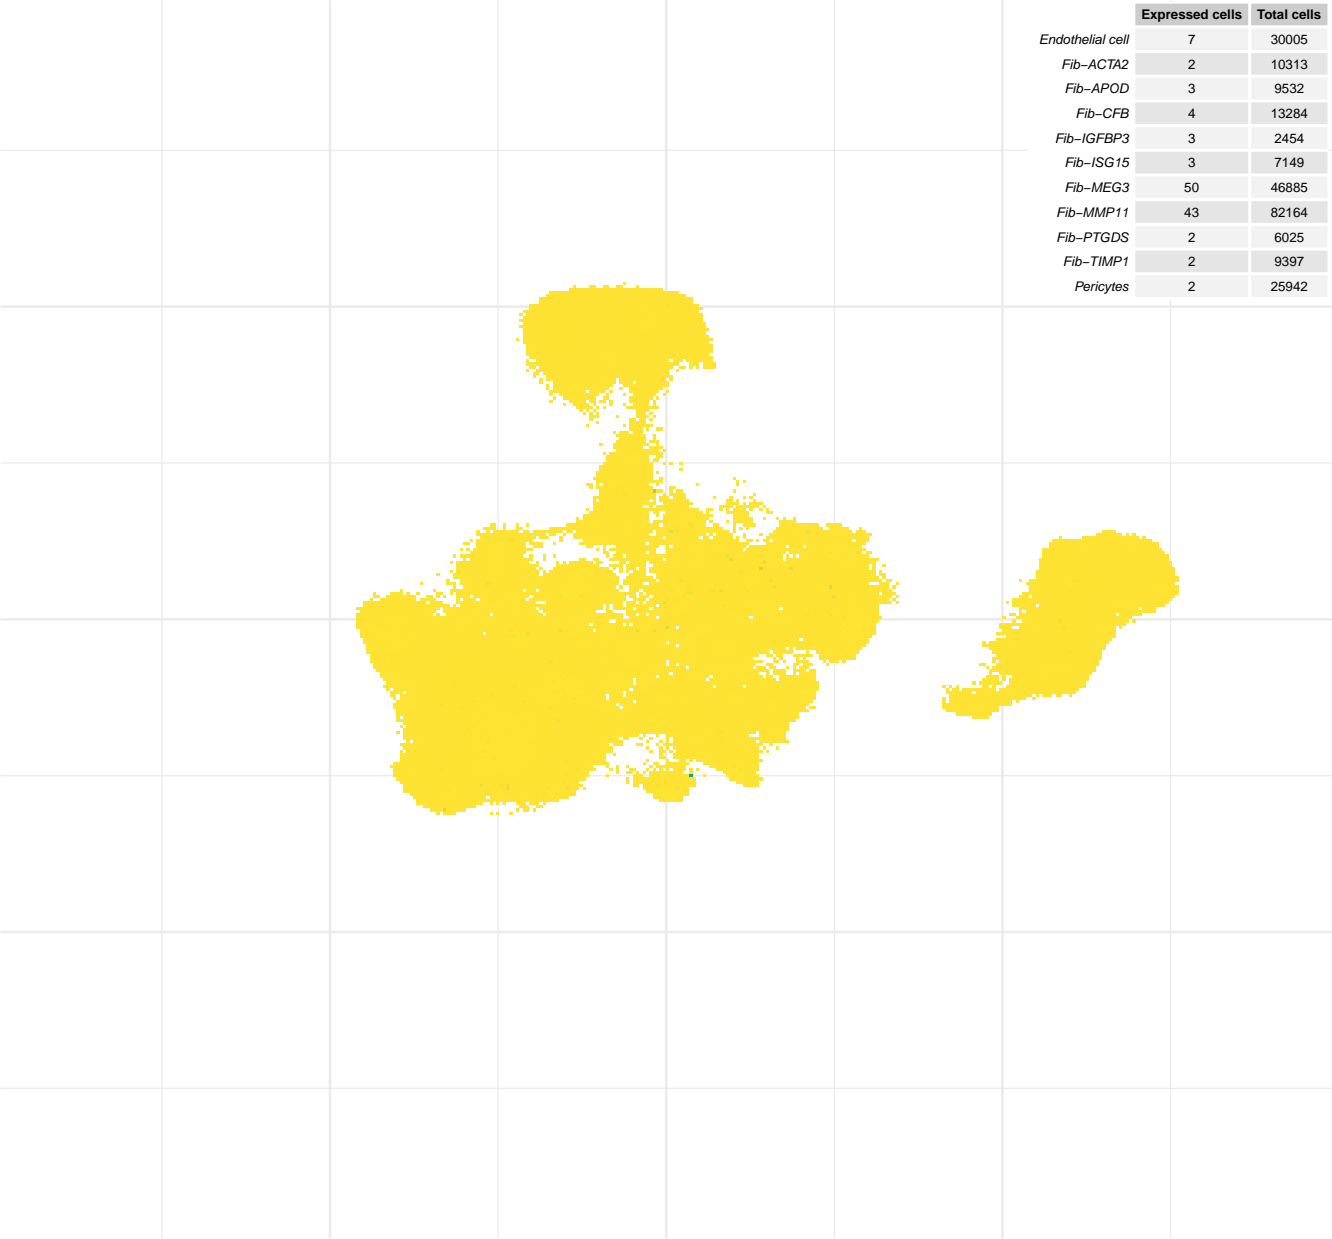 Expressed cells Total cells
Endothelial cell 7 30005
Fib−ACTA2 2 10313
Fib−APOD 3 9532
Fib−CFB 4 13284
Fib−IGFBP3 3 2454
Fib−ISG15 3 7149
Fib−MEG3 50 46885
Fib−MMP11 43 82164
Fib−PTGDS 2 6025
Fib−TIMP1 2 9397
Pericytes 2 25942